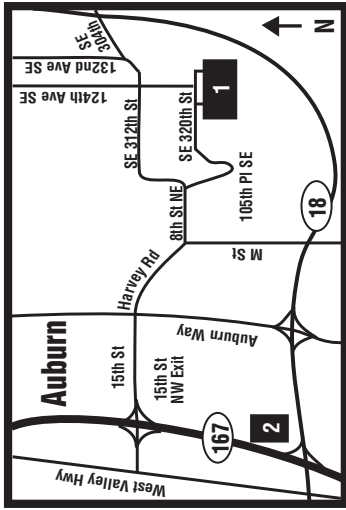 Auburn
West Valley Hwy
167
15th St
15th St
NW Exit
2
Auburn Way
Harvey Rd
M St
8th St NE
18
105th Pl SE
SE 312th St
SE 320th St
1
124th Ave SE
132nd Ave SE
SE
304th
N